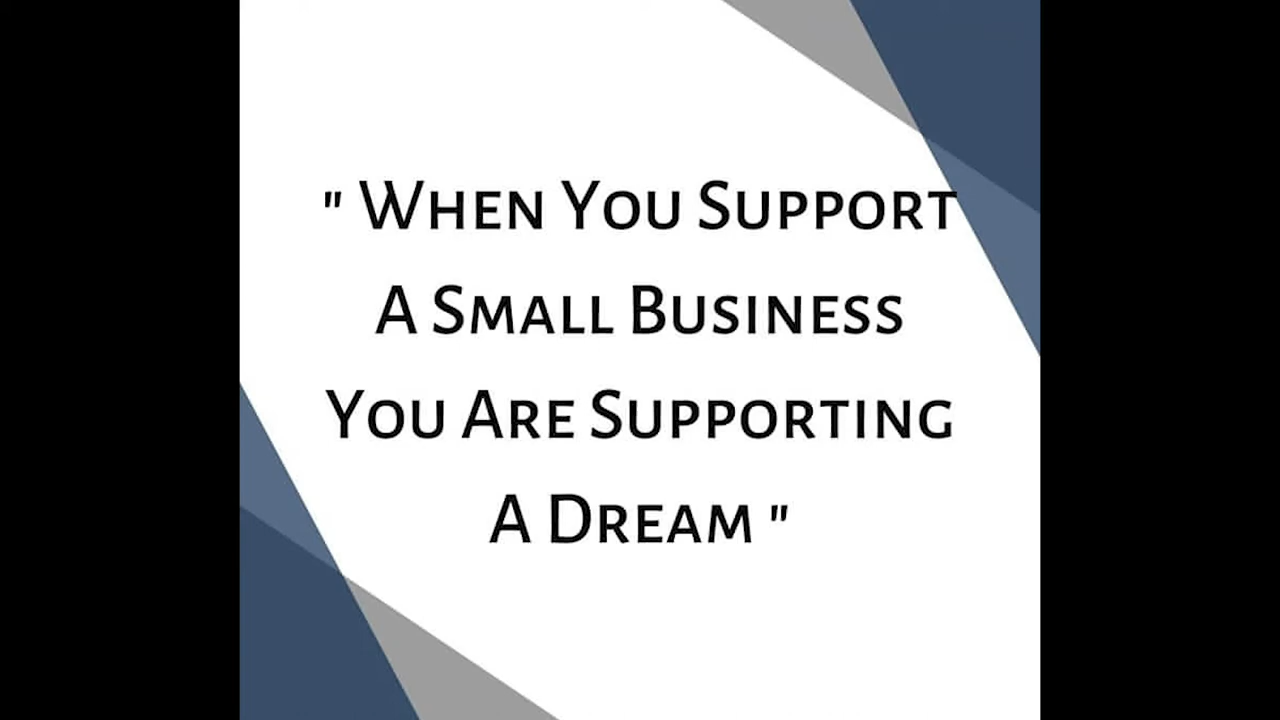 " When You Support
A Small Business
You Are Supporting
A Dream "